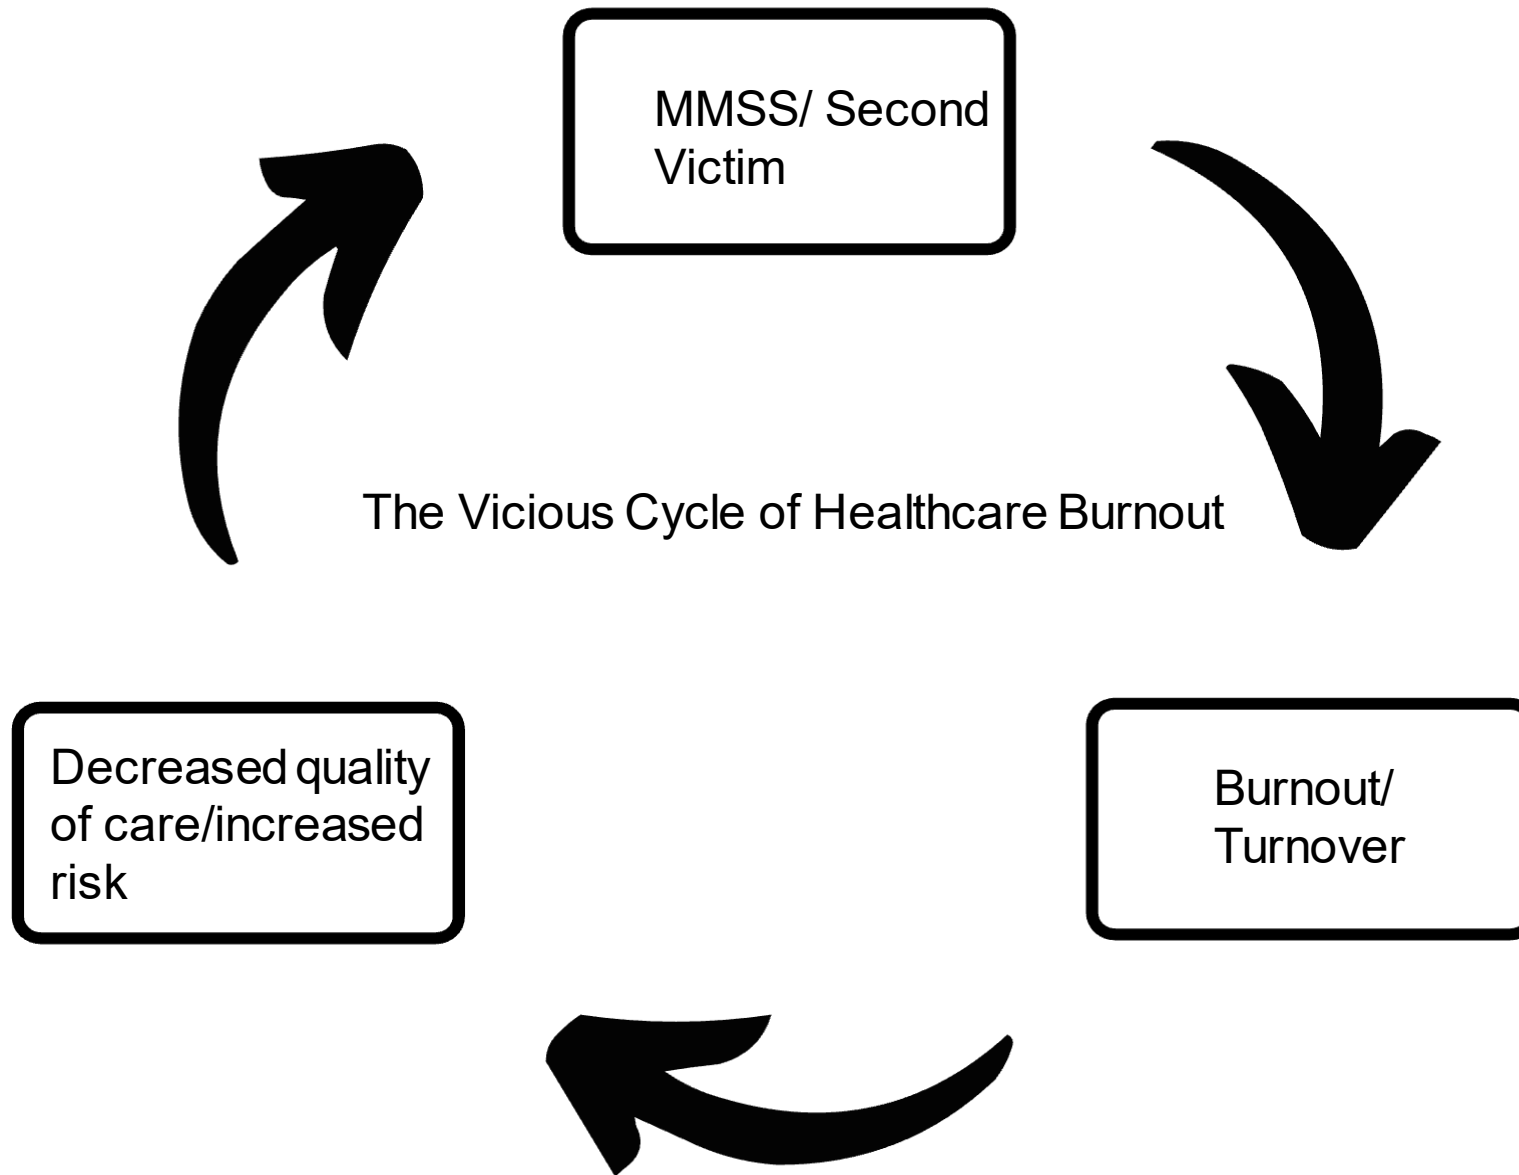 MMSS/ Second
Victim
The Vicious Cycle of Healthcare Burnout
Decreased quality
of care/increased
risk
Burnout/
Turnover